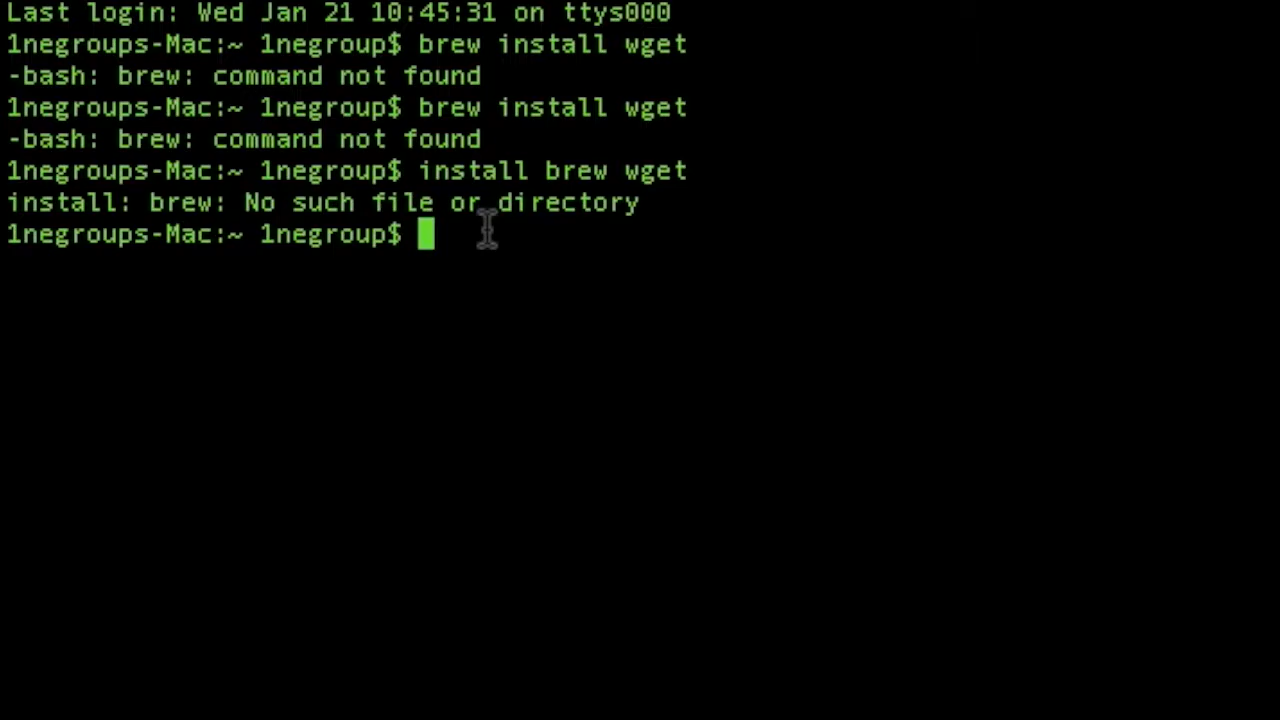 Last login: Wed Jan 21 10:45:31 on ttys000
1negroups-Mac:~ 1negroup$ brew install wget
-bash: brew: command not found
1negroups-Mac:~ 1negroup$ brew install wget
-bash: brew: command not found
1negroups-Mac:~ 1negroup$ install brew wget
install: brew: No such file or directory
1negroups-Mac:~ 1negroup$